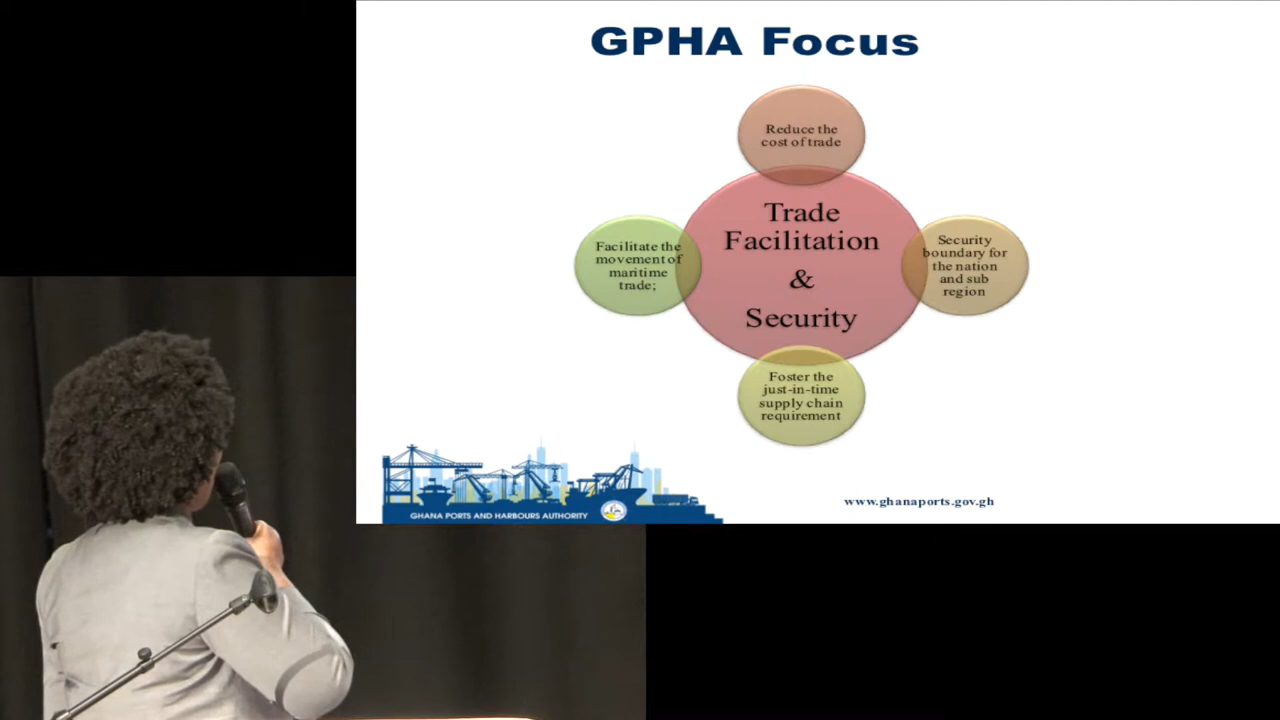 GPHA Focus
Reduce the
cost of trade
Trade
Facilitation
&
Security
Facilitate the
movement of
maritime
trade;
Security
boundary for
the nation
and sub
region
Foster the
just-in-time
supply chain
requirement
GHANA PORTS AND HARBOURS AUTHORITY
www.ghanaports.gov.gh